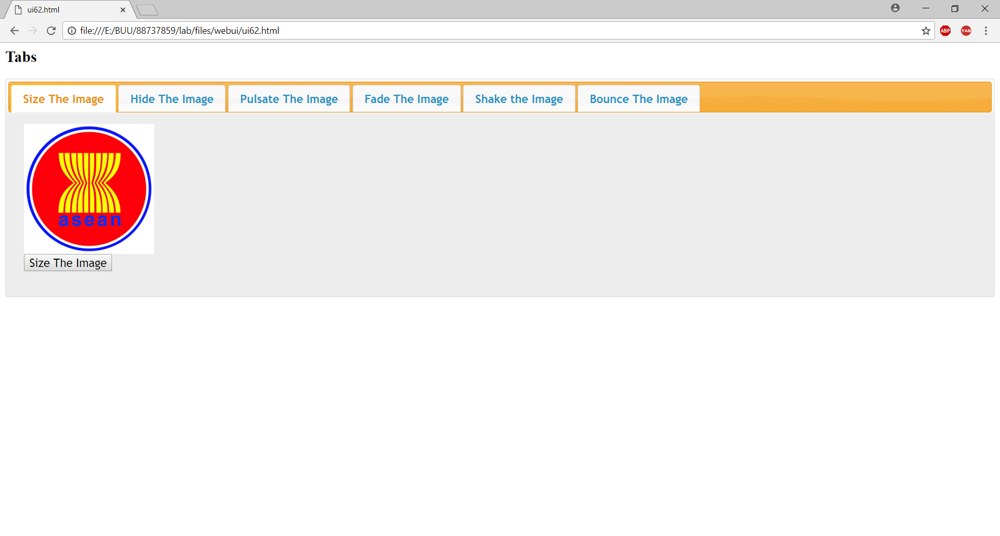 ui62.html
file:///E:/BUU/88737859/lab/files/webui/ui62.html
ABP
YAB
Tabs
Size The Image
Hide The Image
Pulsate The Image
Fade The Image
Shake the Image
Bounce The Image
asean
Size The Image